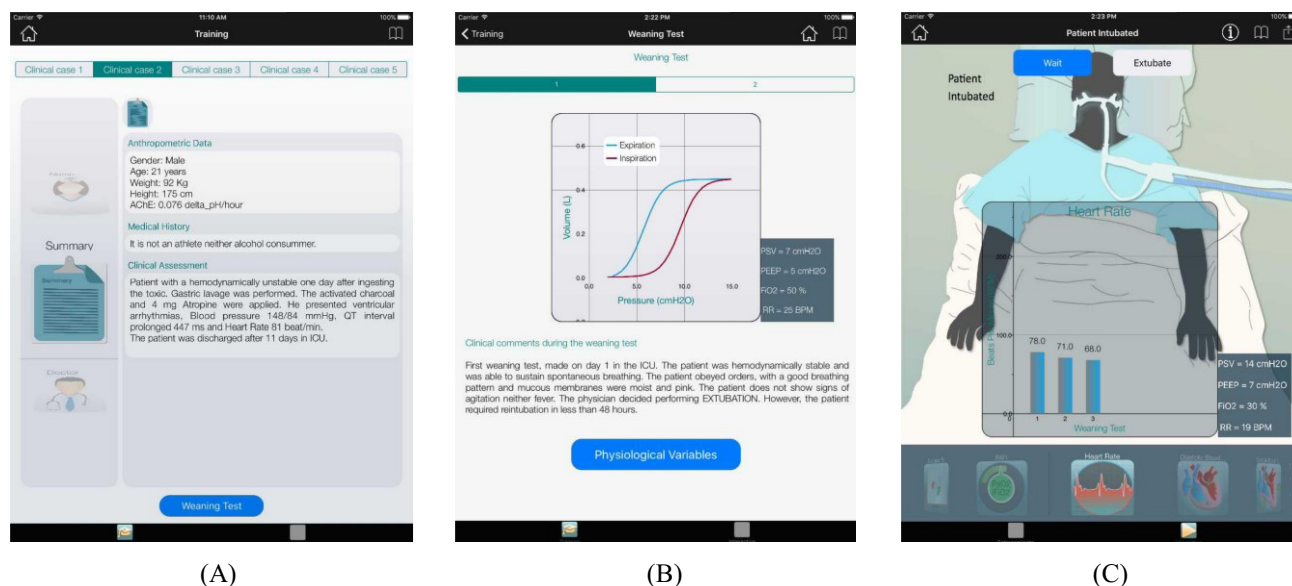 Carrier 11:10 AM 100%
Training
Clinical case 1 Clinical case 2 Clinical case 3 Clinical case 4 Clinical case 5
Anthropometric Data
Gender: Male
Age: 21 years
Weight: 92 Kg
Height: 175 cm
AChE: 0.076 delta_pH/hour
Medical History
It is not an athlete neither alcohol consummer.
Summary
Summary
Clinical Assessment
Patient with a hemodynamically unstable one day after ingesting
the toxic. Gastric lavage was performed. The activated charcoal
and 4 mg Atropine were applied. He presented ventricular
arrhythmias, Blood pressure 148/84 mmHg, QT interval
prolonged 447 ms and Heart Rate 81 beat/min.
The patient was discharged after 11 days in ICU.
Doctor
Weaning Test
(A)
Carrier 2:22 PM 100%
Training Weaning Test
Weaning Test
1 2
Expiration
Inspiration
Volume (L)
0.6
0.4
0.2
0.0
0.0 5.0 10.0 15.0
Pressure (cmH2O)
PSV = 7 cmH2O
PEEP = 5 cmH2O
FiO2 = 50 %
RR = 25 BPM
Clinical comments during the weaning test
First weaning test, made on day 1 in the ICU. The patient was hemodynamically stable and
was able to sustain spontaneous breathing. The patient obeyed orders, with a good breathing
pattern and mucous membranes were moist and pink. The patient does not show signs of
agitation neither fever. The physician decided performing EXTUBATION. However, the patient
required reintubation in less than 48 hours.
Physiological Variables
(B)
Carrier 2:23 PM 100%
Patient Intubated
Wait Extubate
Patient
Intubated
Heart Rate
200.0
100.0
0.0
78.0 71.0 68.0
0 1 2 3
Weaning Test
PSV = 14 cmH2O
PEEP = 7 cmH2O
FiO2 = 30 %
RR = 19 BPM
Heart Rate
(C)